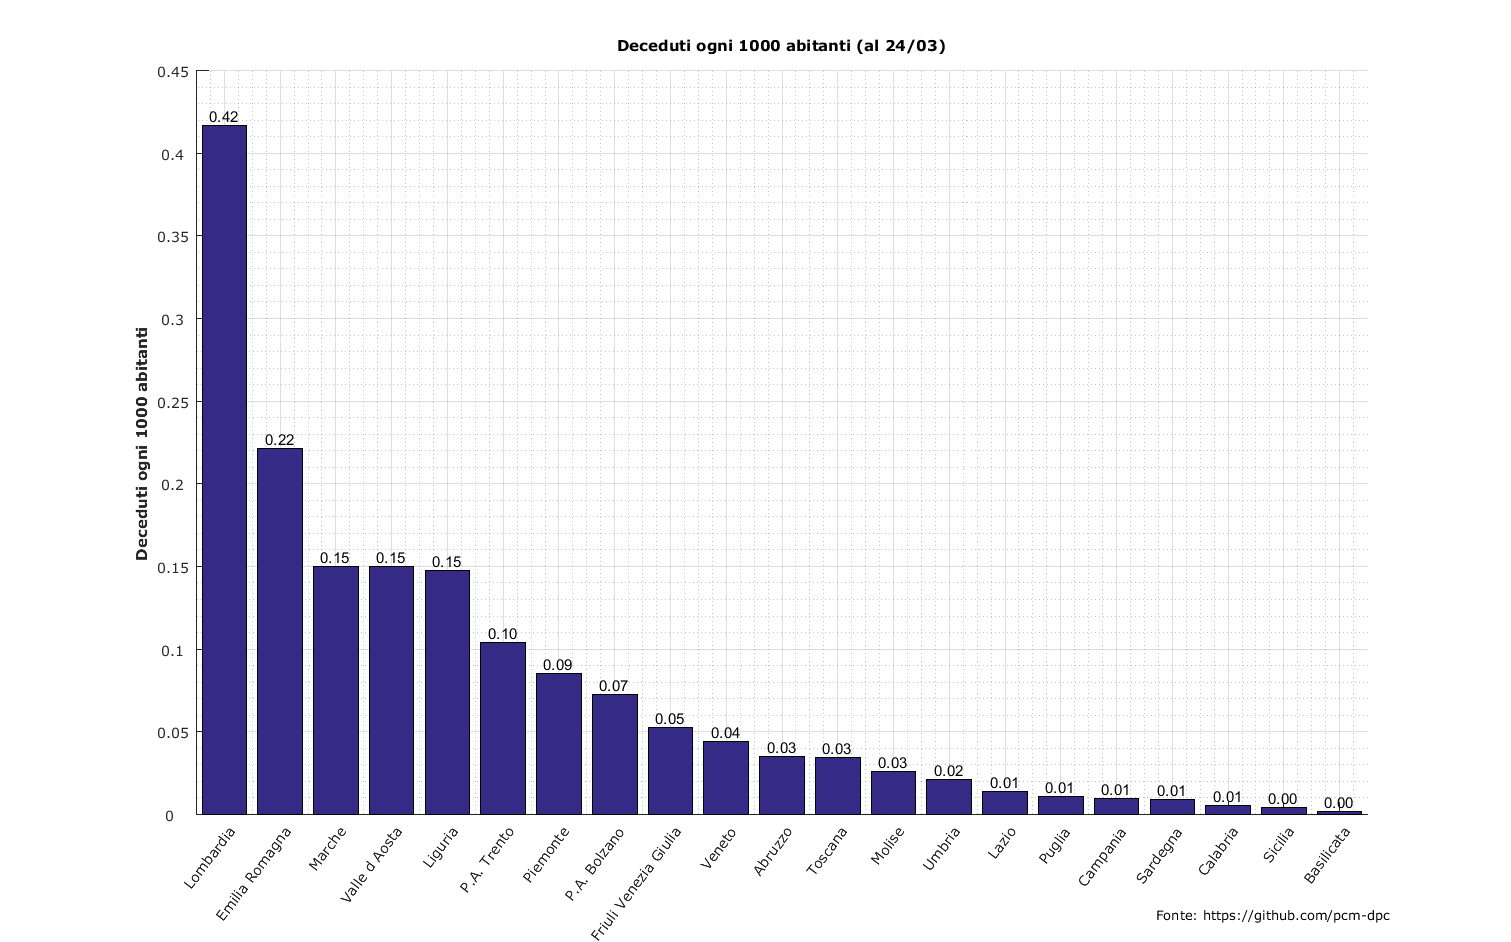 Deceduti ogni 1000 abitanti (al 24/03)
Deceduti ogni 1000 abitanti
0.45
0.4
0.35
0.3
0.25
0.2
0.15
0.1
0.05
0
0.42
0.22
0.15
0.15
0.15
0.10
0.09
0.07
0.05
0.04
0.03
0.03
0.03
0.02
0.01
0.01
0.01
0.01
0.01
0.00
0.00
Lombardia
Emilia Romagna
Marche
Valle d Aosta
Liguria
P.A. Trento
Piemonte
P.A. Bolzano
Friuli Venezia Giulia
Veneto
Abruzzo
Toscana
Molise
Umbria
Lazio
Puglia
Campania
Sardegna
Calabria
Sicilia
Basilicata
Fonte: https://github.com/pcm-dpc